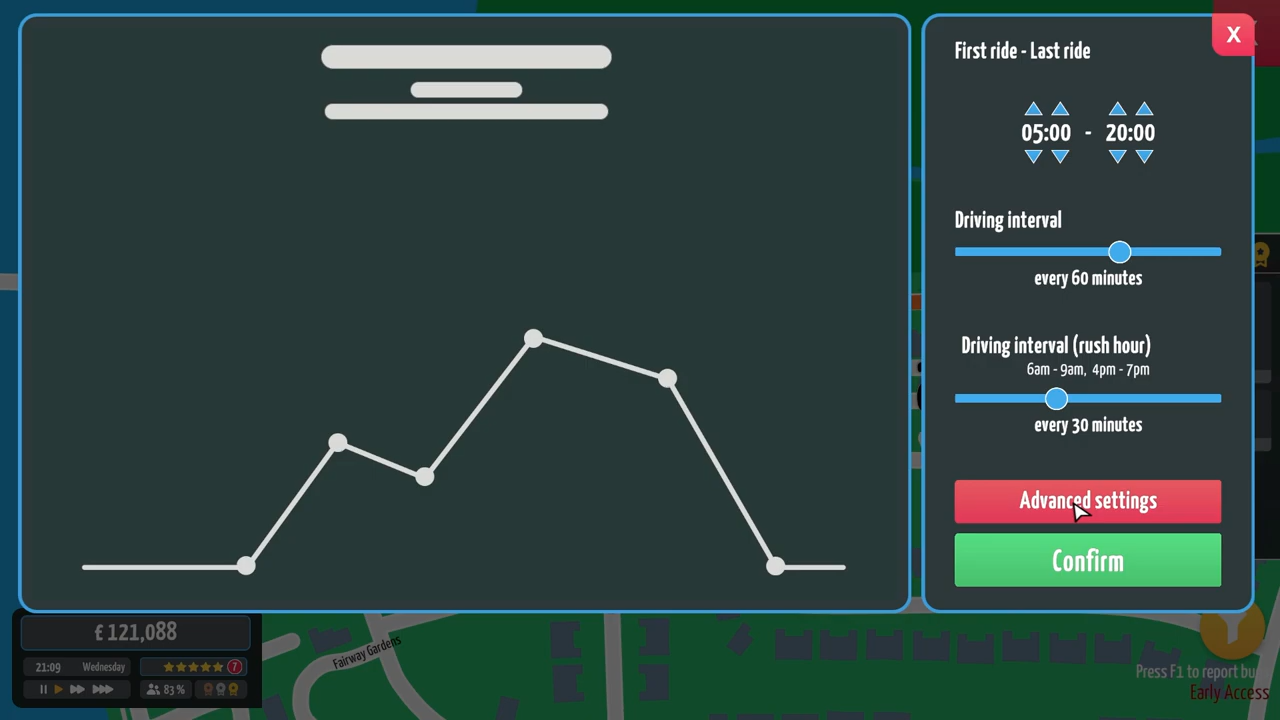 X
First ride - Last ride
05:00 - 20:00
Driving interval
every 60 minutes
Driving interval (rush hour)
6am - 9am, 4pm - 7pm
every 30 minutes
Advanced settings
Confirm
£ 121,088
21:09 Wednesday
7
83 %
Fairway Gardens
Press F1 to report bu
Early Access